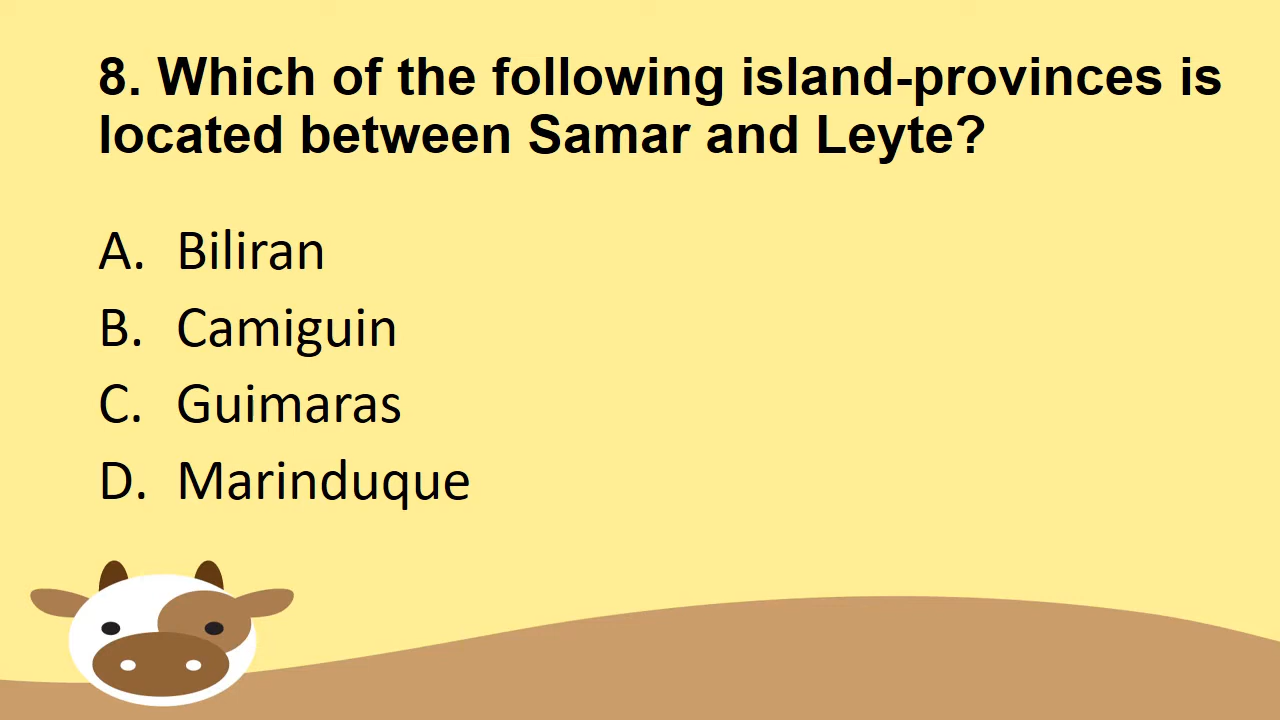 8. Which of the following island-provinces is
located between Samar and Leyte?
A. Biliran
B. Camiguin
C. Guimaras
D. Marinduque